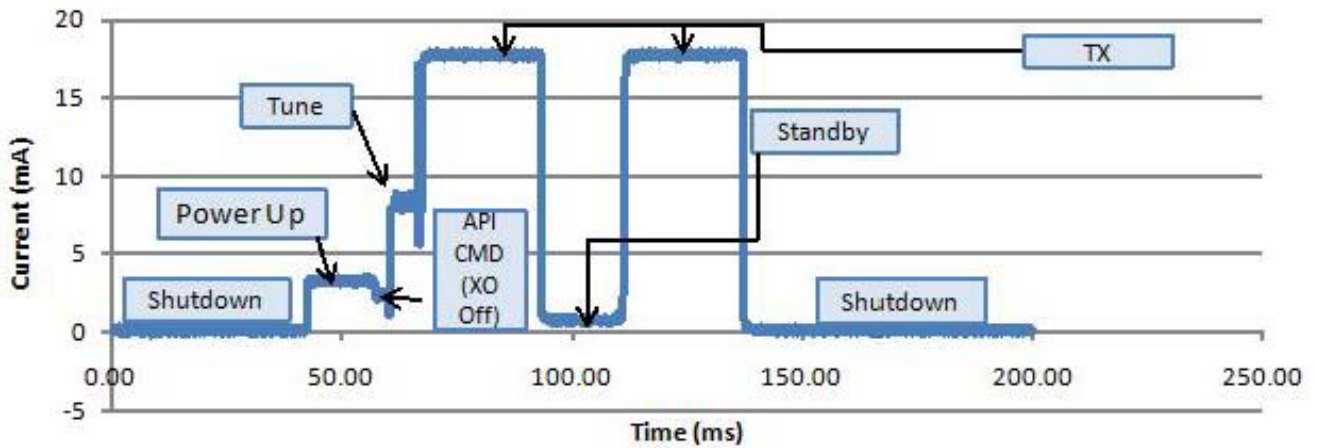 20
TX
15
Tune
Standby
Current (mA)
10
Power Up
API
CMD
(XO
Off)
5
Shutdown
Shutdown
0
0.00 50.00 100.00 150.00 200.00 250.00
-5
Time (ms)